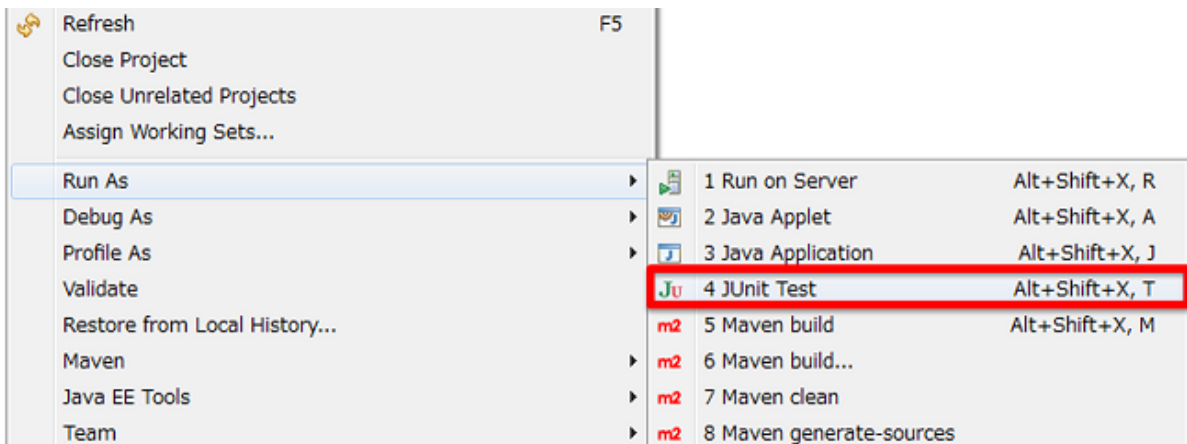 Refresh F5
Close Project
Close Unrelated Projects
Assign Working Sets...
Run As
Debug As
Profile As
Validate
Restore from Local History...
Maven
Java EE Tools
Team
1 Run on Server Alt+Shift+X, R
2 Java Applet Alt+Shift+X, A
3 Java Application Alt+Shift+X, J
JU 4 JUnit Test Alt+Shift+X, T
m2 5 Maven build Alt+Shift+X, M
m2 6 Maven build...
m2 7 Maven clean
m2 8 Maven generate-sources